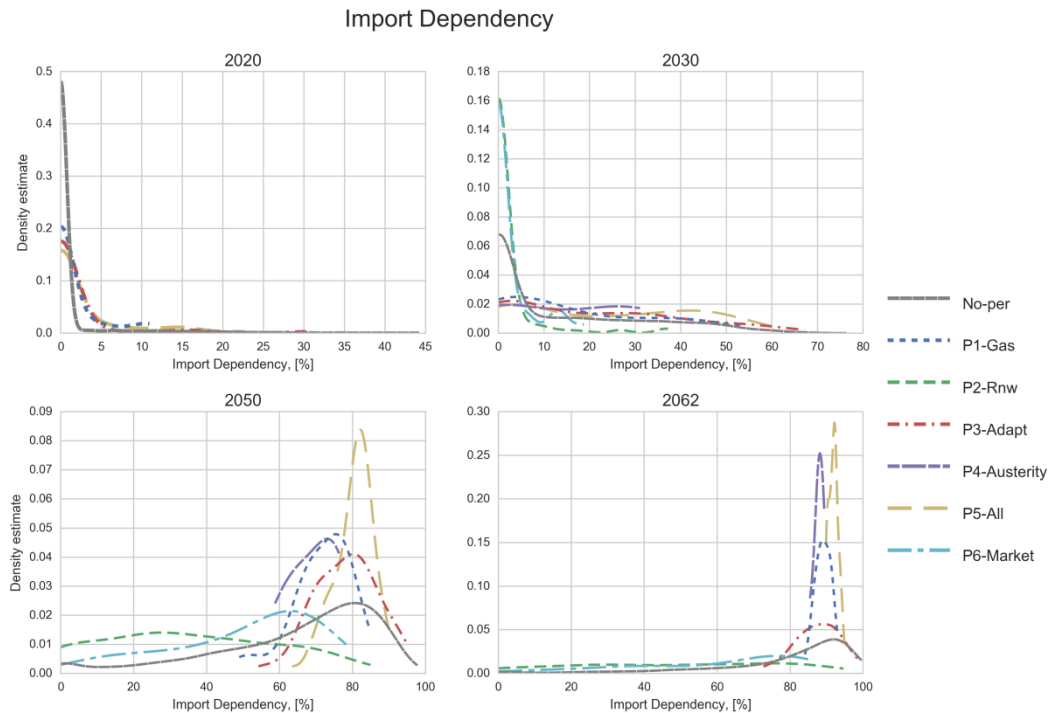 Import Dependency
2020
0.5
0.4
0.3
0.2
0.1
0.0
Density estimate
0 5 10 15 20 25 30 35 40 45
Import Dependency, [%]
2030
0.18
0.16
0.14
0.12
0.10
0.08
0.06
0.04
0.02
0.00
0 10 20 30 40 50 60 70 80
Import Dependency, [%]
2050
0.09
0.08
0.07
0.06
0.05
0.04
0.03
0.02
0.01
0.00
Density estimate
0 20 40 60 80 100
Import Dependency, [%]
2062
0.30
0.25
0.20
0.15
0.10
0.05
0.00
0 20 40 60 80 100
Import Dependency, [%]
No-per
P1-Gas
P2-Rnw
P3-Adapt
P4-Austerity
P5-All
P6-Market